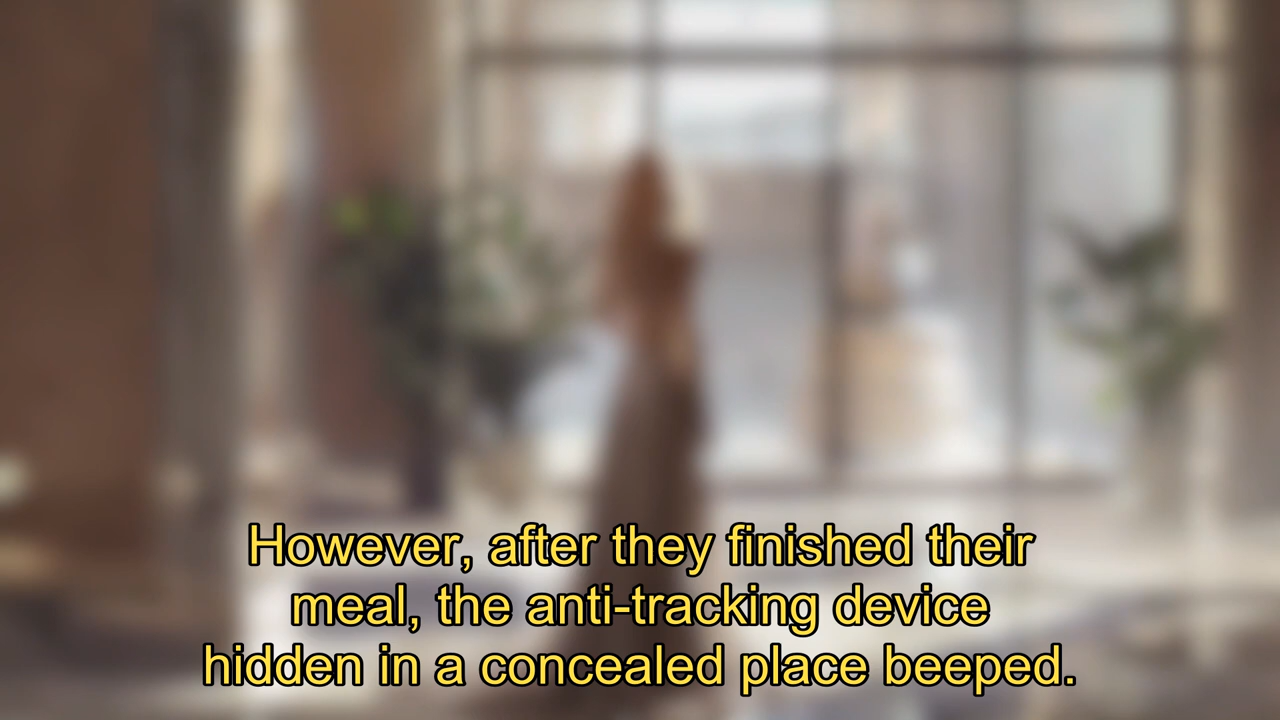 However, after they finished their
meal, the anti-tracking device
hidden in a concealed place beeped.